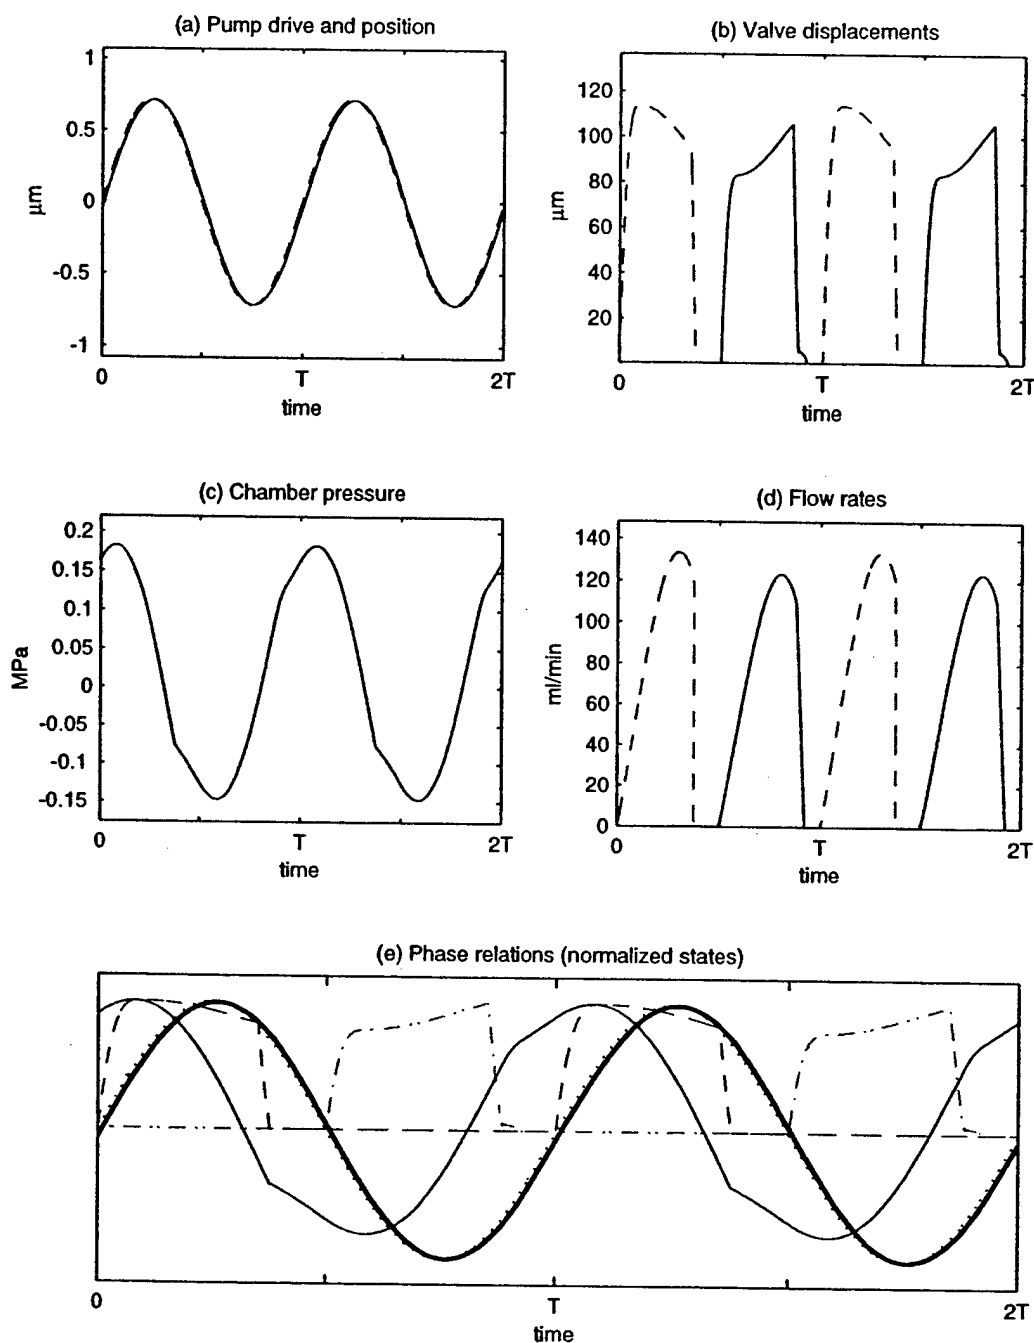 (a) Pump drive and position
1
0.5
0
-0.5
-1
μm
0 T 2T
time
(b) Valve displacements
120
100
80
60
40
20
μm
0 T 2T
time
(c) Chamber pressure
0.2
0.15
0.1
0.05
0
-0.05
-0.1
-0.15
MPa
0 T 2T
time
(d) Flow rates
140
120
100
80
60
40
20
0
ml/min
0 T 2T
time
(e) Phase relations (normalized states)
0 T 2T
time